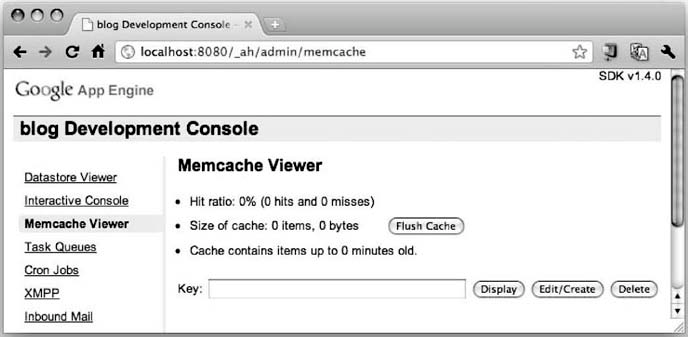 blog Development Console –
localhost:8080/_ah/admin/memcache
SDK v1.4.0
Google App Engine
blog Development Console
Datastore Viewer
Interactive Console
Memcache Viewer
Task Queues
Cron Jobs
XMPP
Inbound Mail
Memcache Viewer
Hit ratio: 0% (0 hits and 0 misses)
Size of cache: 0 items, 0 bytes Flush Cache
Cache contains items up to 0 minutes old.
Key: Display Edit/Create Delete